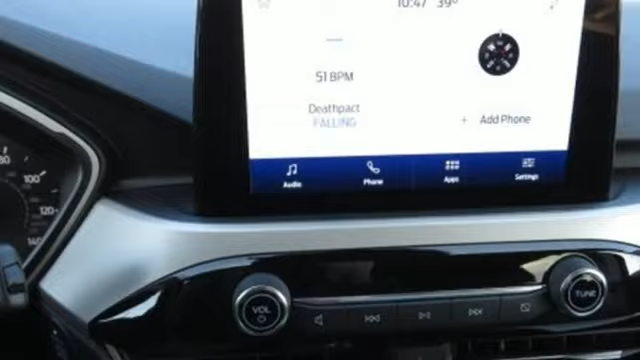 10:47 39°
51 BPM
Deathpact
FALLING
+ Add Phone
Audio Phone Apps Settings
80
100
120
140
VOL
TUNE